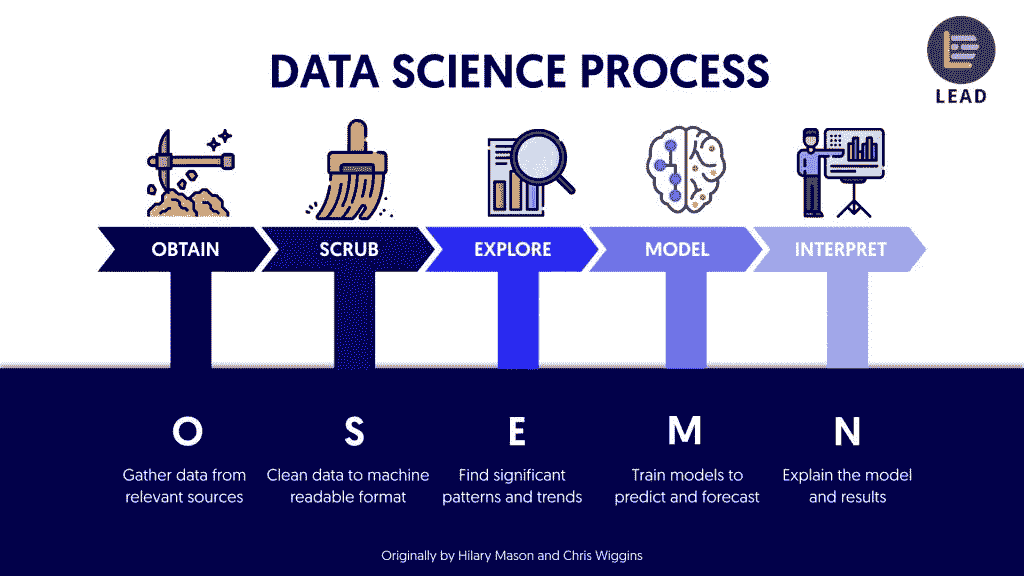 DATA SCIENCE PROCESS
LEAD
OBTAIN
SCRUB
EXPLORE
MODEL
INTERPRET
O
Gather data from
relevant sources
S
Clean data to machine
readable format
E
Find significant
patterns and trends
M
Train models to
predict and forecast
N
Explain the model
and results
Originally by Hilary Mason and Chris Wiggins